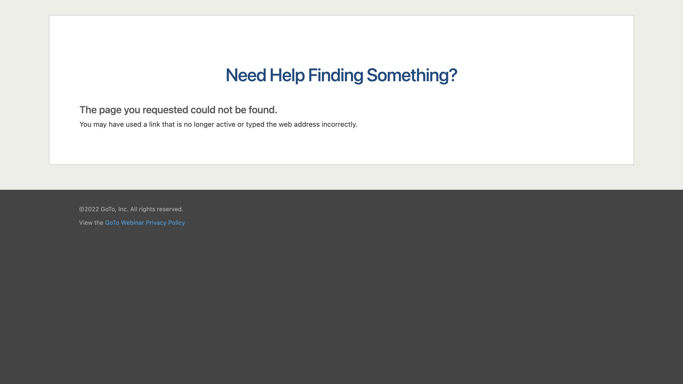 Need Help Finding Something?
The page you requested could not be found.
You may have used a link that is no longer active or typed the web address incorrectly.
©2022 GoTo, Inc. All rights reserved.
View the GoTo Webinar Privacy Policy